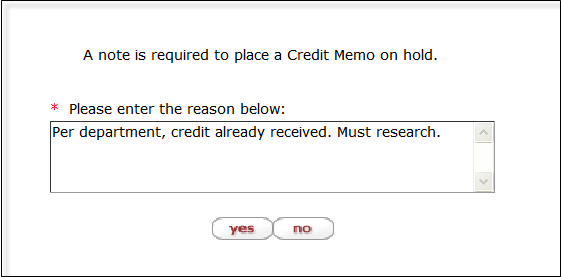 A note is required to place a Credit Memo on hold.
* Please enter the reason below:
Per department, credit already received. Must research.
yes no